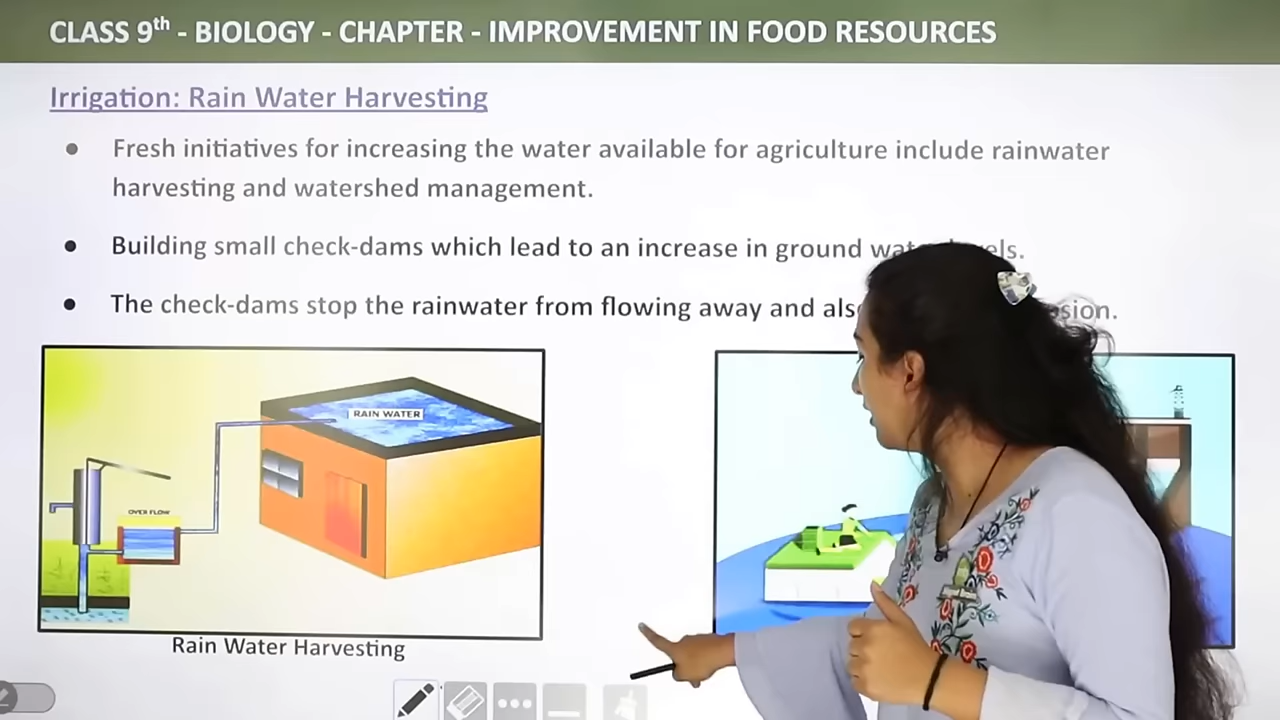 CLASS 9th - BIOLOGY - CHAPTER - IMPROVEMENT IN FOOD RESOURCES
Irrigation: Rain Water Harvesting
• Fresh initiatives for increasing the water available for agriculture include rainwater
harvesting and watershed management.
• Building small check-dams which lead to an increase in ground
• The check-dams stop the rainwater from flowing away and
RAIN WATER
OVER FLOW
Rain Water Harvesting